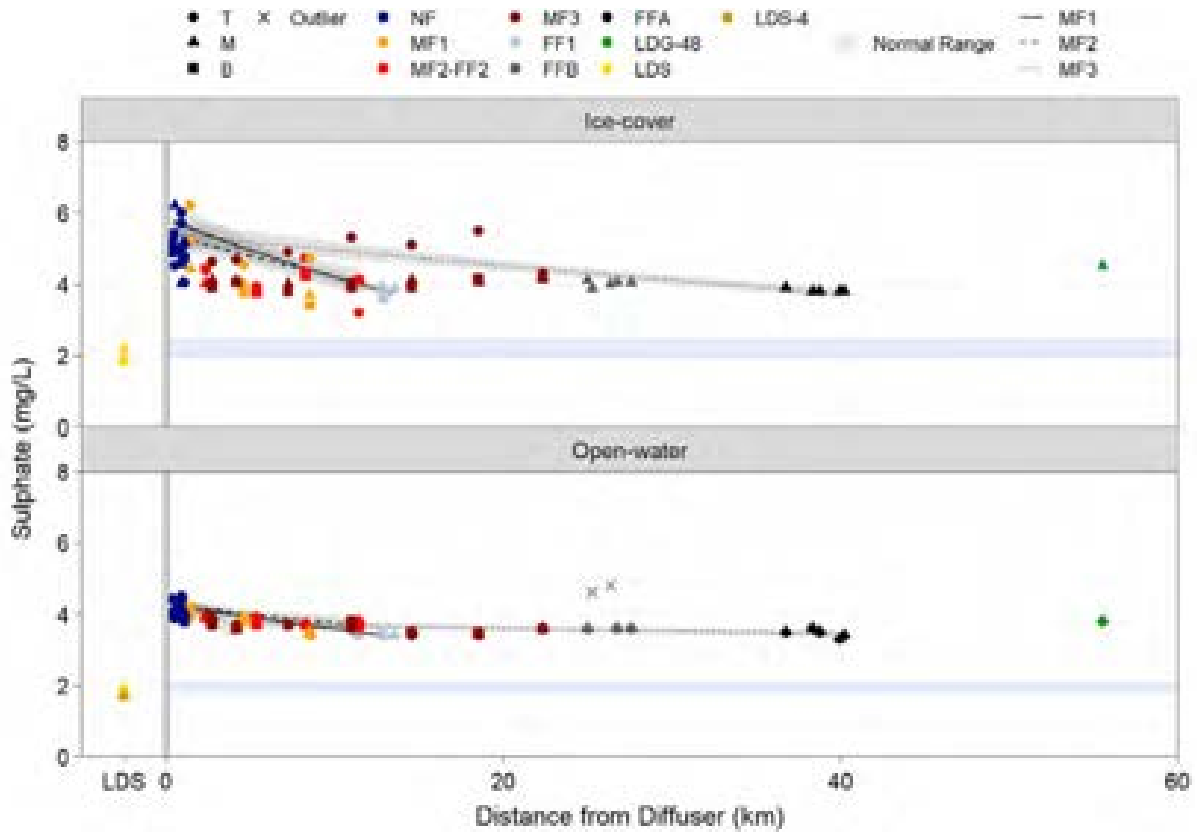 T × Outlier NF MF3 FFA LDS-4 MF1
M MF1 FF1 LDG-48 Normal Range MF2
B MF2-FF2 FFB LDS MF3
Ice-cover
8
6
4
2
0
Open-water
8
6
4
2
0
Sulphate (mg/L)
LDS 0 20 40 60
Distance from Diffuser (km)